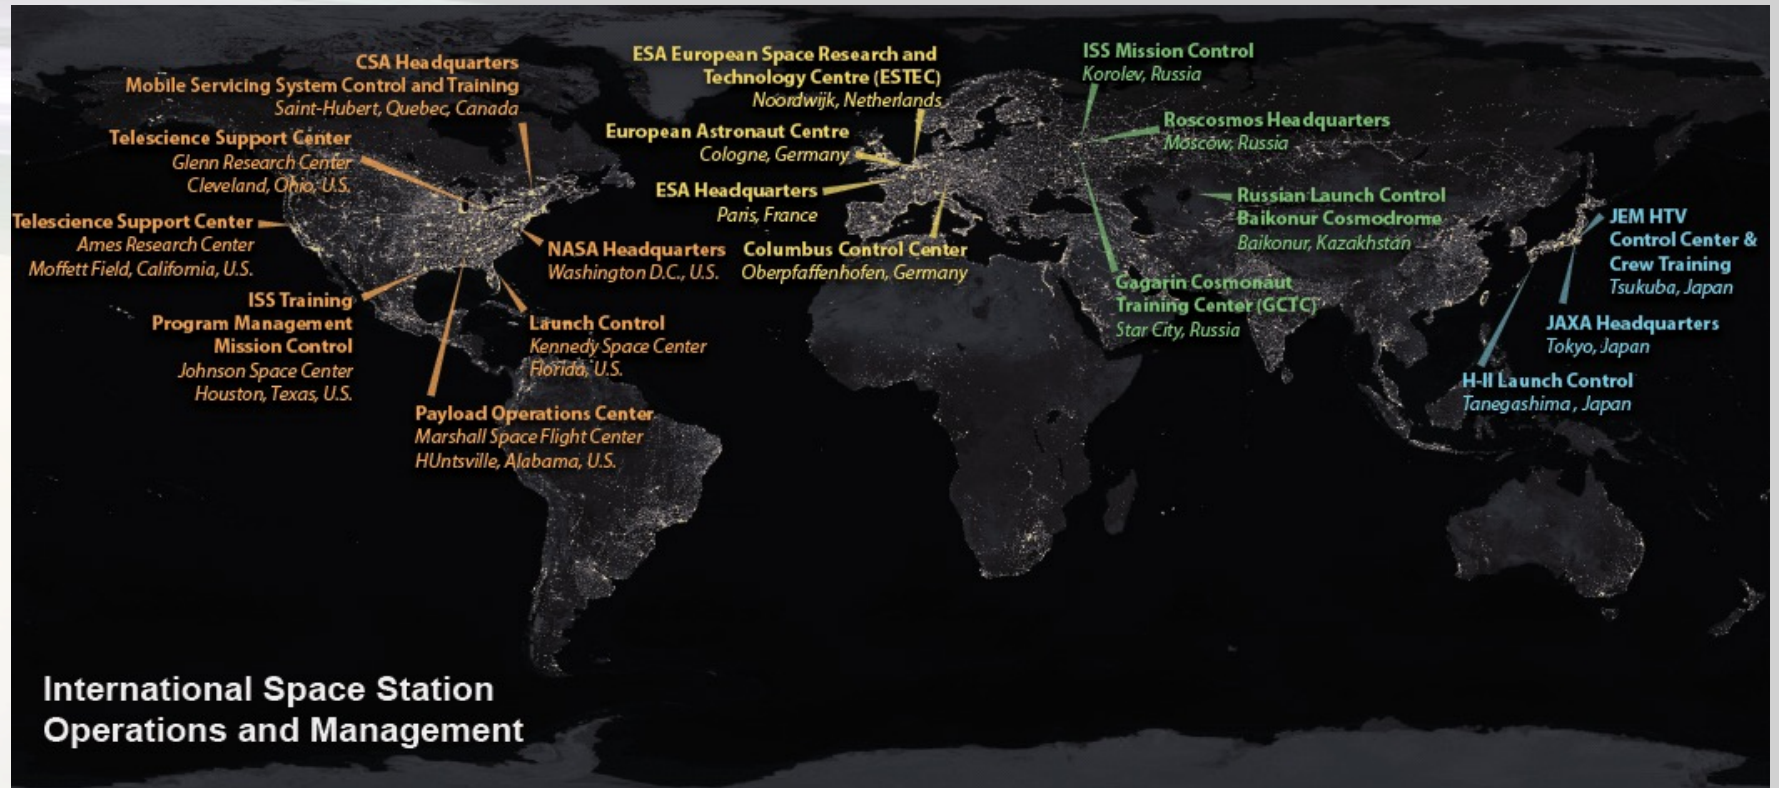 CSA Headquarters
Mobile Servicing System Control and Training
Saint-Hubert, Quebec, Canada
Telescience Support Center
Glenn Research Center
Cleveland, Ohio, U.S.
Telescience Support Center
Ames Research Center
Moffett Field, California, U.S.
ISS Training
Program Management
Mission Control
Johnson Space Center
Houston, Texas, U.S.
NASA Headquarters
Washington D.C., U.S.
Launch Control
Kennedy Space Center
Florida, U.S.
Payload Operations Center
Marshall Space Flight Center
HUntsville, Alabama, U.S.
ESA European Space Research and
Technology Centre (ESTEC)
Noordwijk, Netherlands
European Astronaut Centre
Cologne, Germany
ESA Headquarters
Paris, France
Columbus Control Center
Oberpfaffenhofen, Germany
ISS Mission Control
Korolev, Russia
Roscosmos Headquarters
Moscow, Russia
Russian Launch Control
Baikonur Cosmodrome
Baikonur, Kazakhstan
Gagarin Cosmonaut
Training Center (GCTC)
Star City, Russia
JEM HTV
Control Center &
Crew Training
Tsukuba, Japan
JAXA Headquarters
Tokyo, Japan
H-II Launch Control
Tanegashima , Japan
International Space Station
Operations and Management